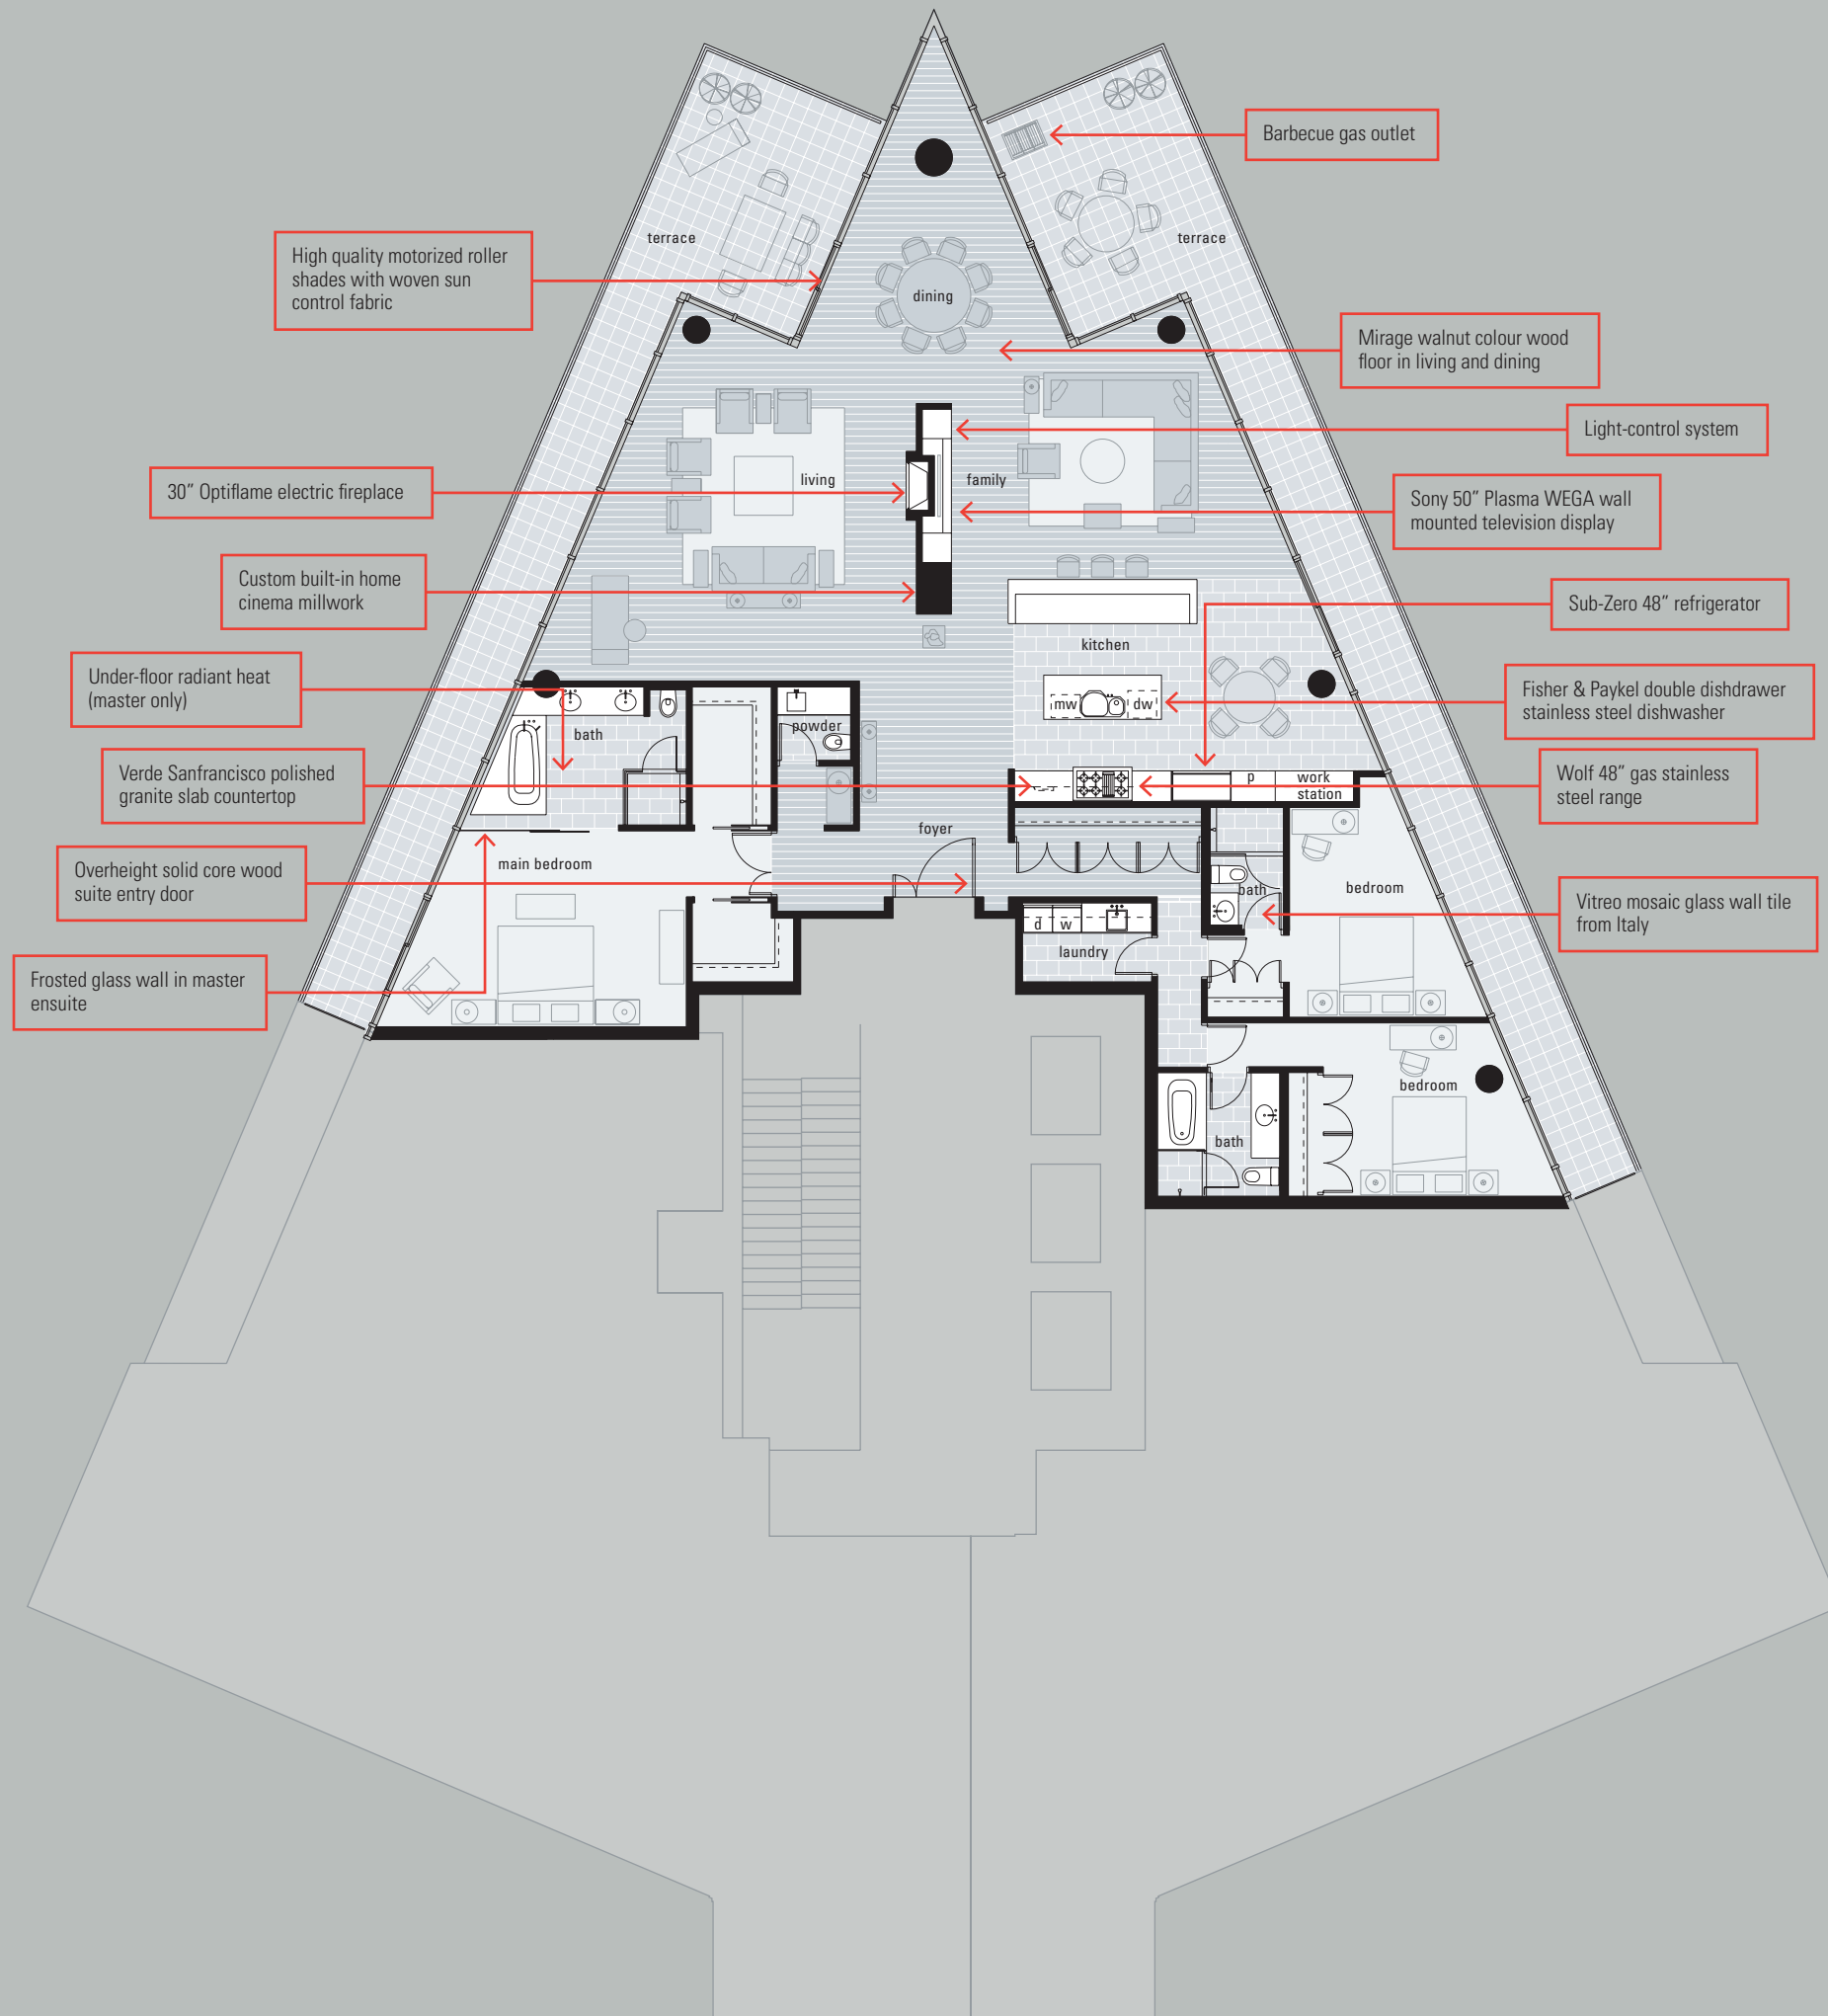 Barbecue gas outlet
terrace
terrace
High quality motorized roller
shades with woven sun
control fabric
dining
Mirage walnut colour wood
floor in living and dining
Light-control system
living
family
30" Optiflame electric fireplace
Sony 50" Plasma WEGA wall
mounted television display
Custom built-in home
cinema millwork
Sub-Zero 48" refrigerator
kitchen
Under-floor radiant heat
(master only)
mw
dw
Fisher & Paykel double dishdrawer
stainless steel dishwasher
powder
bath
Verde Sanfrancisco polished
granite slab countertop
p
work
station
Wolf 48" gas stainless
steel range
foyer
main bedroom
Overheight solid core wood
suite entry door
bath
bedroom
Vitreo mosaic glass wall tile
from Italy
d
w
laundry
Frosted glass wall in master
ensuite
bedroom
bath